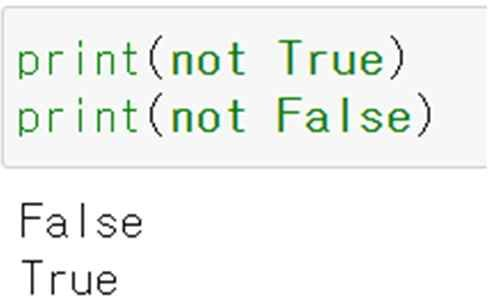 print(not True)
print(not False)
False
True